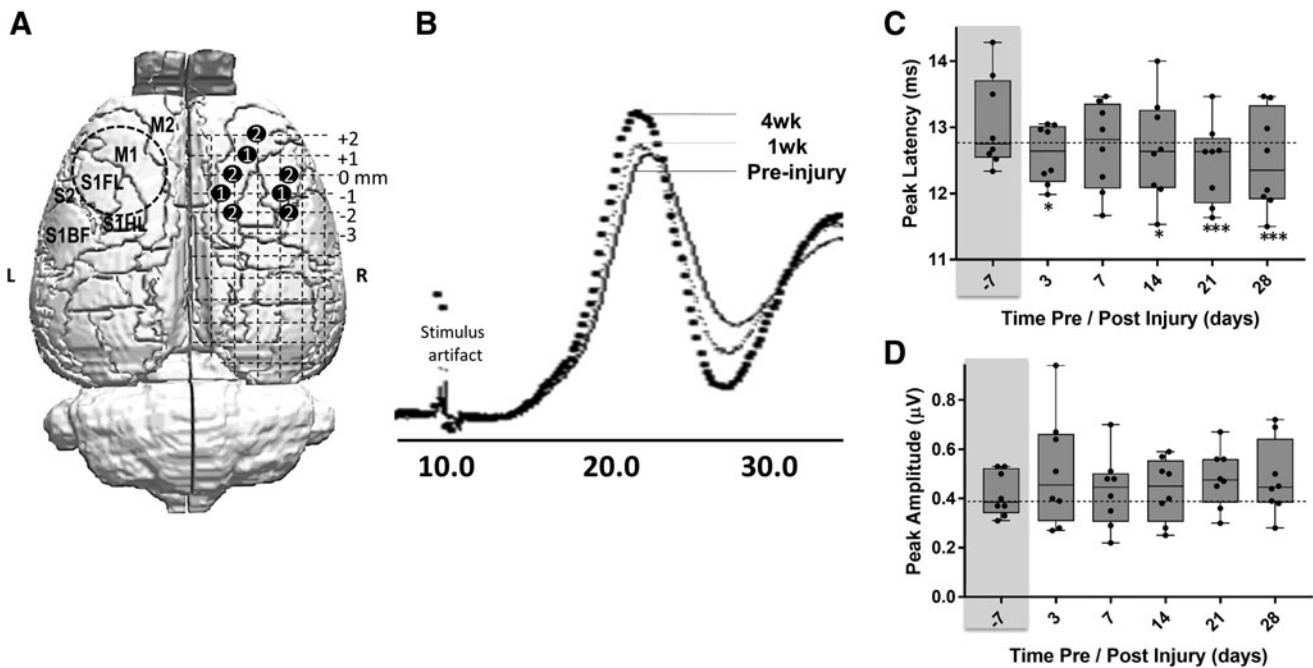 A
M2
M1
S1FL
S2
S1HL
S1BF
L
R
2
1
2
2
1
1
2
2
+2
+1
0 mm
-1
-2
-3
B
4wk
1wk
Pre-injury
Stimulus
artifact
10.0 20.0 30.0
C
Peak Latency (ms)
14
13
12
11
* * *** ***
-7 3 7 14 21 28
Time Pre / Post Injury (days)
D
Peak Amplitude (µV)
0.8
0.6
0.4
0.2
0.0
-7 3 7 14 21 28
Time Pre / Post Injury (days)